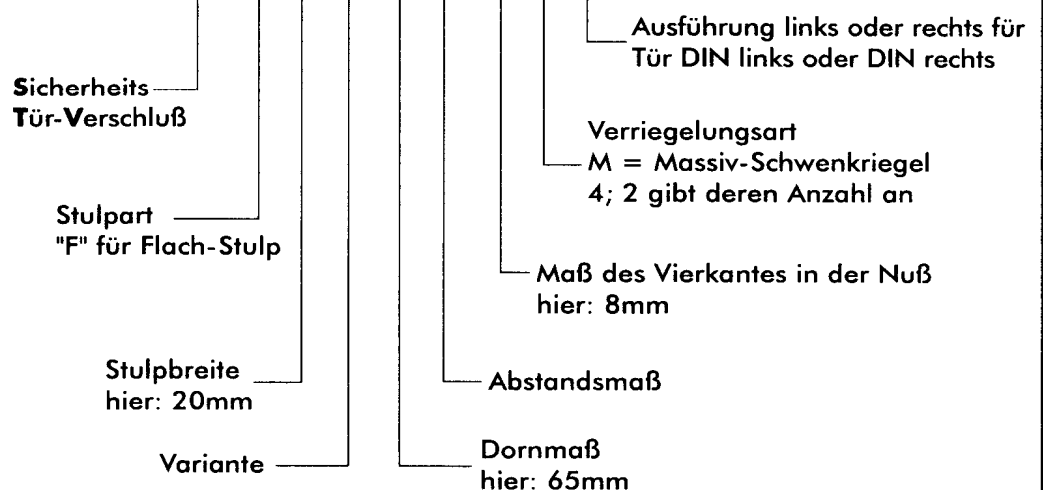 Ausführung links oder rechts für
Tür DIN links oder DIN rechts
Sicherheits
Tür-Verschluß
Verriegelungsart
M = Massiv-Schwenkriegel
4; 2 gibt deren Anzahl an
Stulpart
"F" für Flach-Stulp
Maß des Vierkantes in der Nuß
hier: 8mm
Stulpbreite
hier: 20mm
Abstandsmaß
Variante
Dornmaß
hier: 65mm